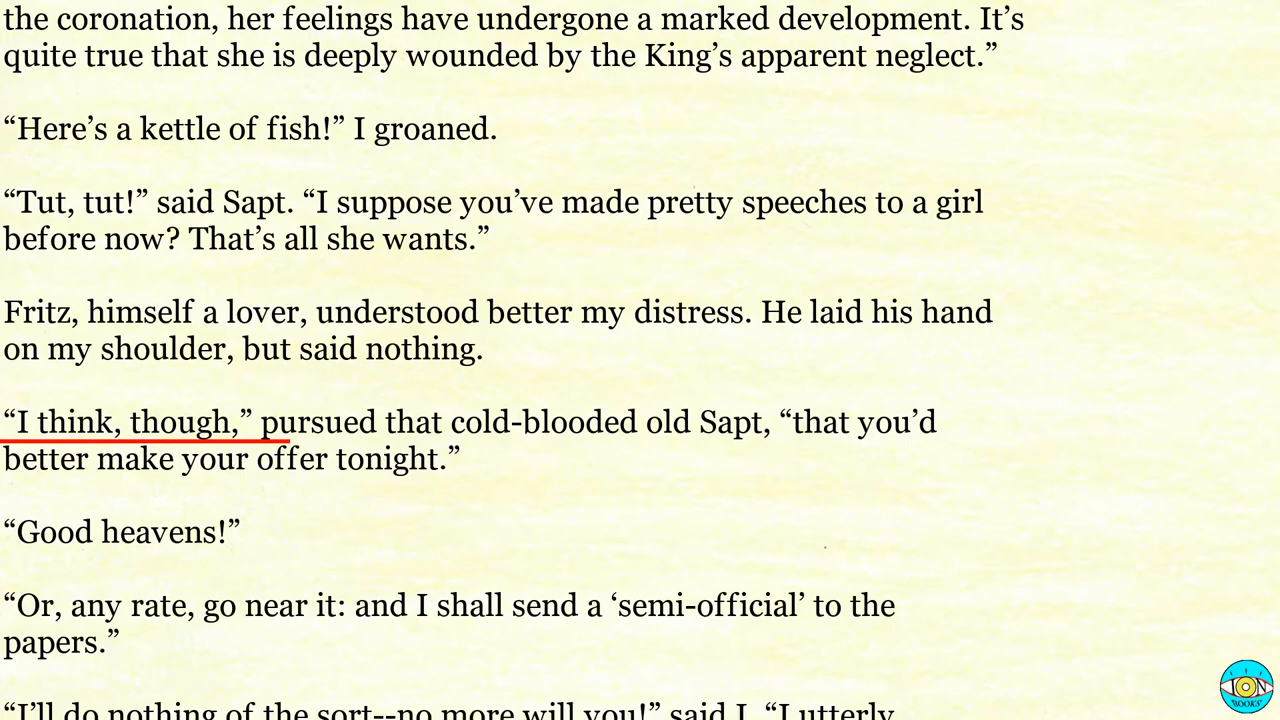 the coronation, her feelings have undergone a marked development. It’s
quite true that she is deeply wounded by the King’s apparent neglect.”
“Here’s a kettle of fish!” I groaned.
“Tut, tut!” said Sapt. “I suppose you’ve made pretty speeches to a girl
before now? That’s all she wants.”
Fritz, himself a lover, understood better my distress. He laid his hand
on my shoulder, but said nothing.
“I think, though,” pursued that cold-blooded old Sapt, “that you’d
better make your offer tonight.”
“Good heavens!”
“Or, any rate, go near it: and I shall send a ‘semi-official’ to the
papers.”
“I’ll do nothing of the sort--no more will you!” said I. “I utterly
ION
BOOKS